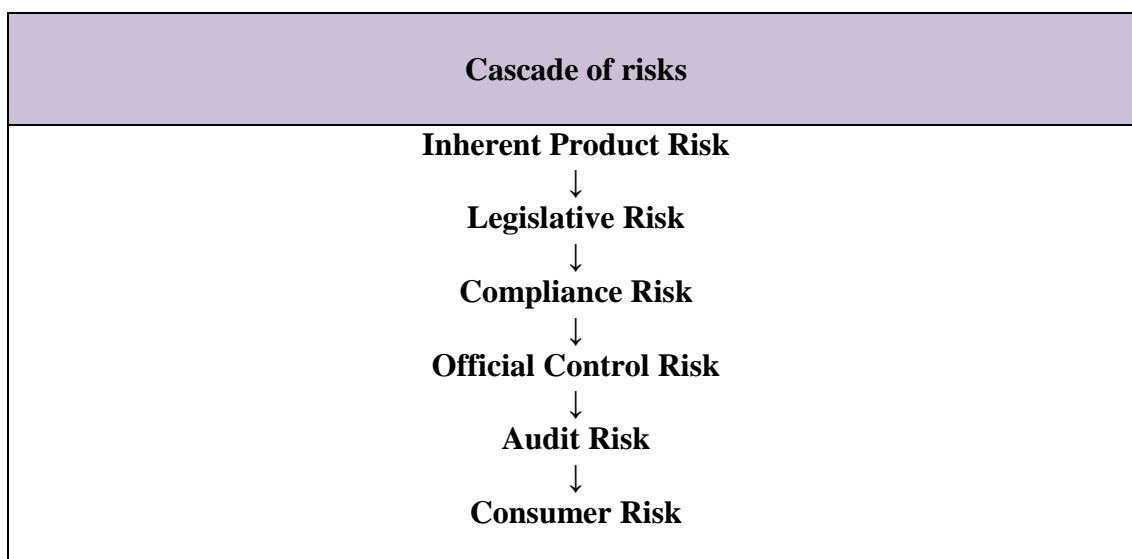 Cascade of risks
Inherent Product Risk
↓
Legislative Risk
↓
Compliance Risk
↓
Official Control Risk
↓
Audit Risk
↓
Consumer Risk